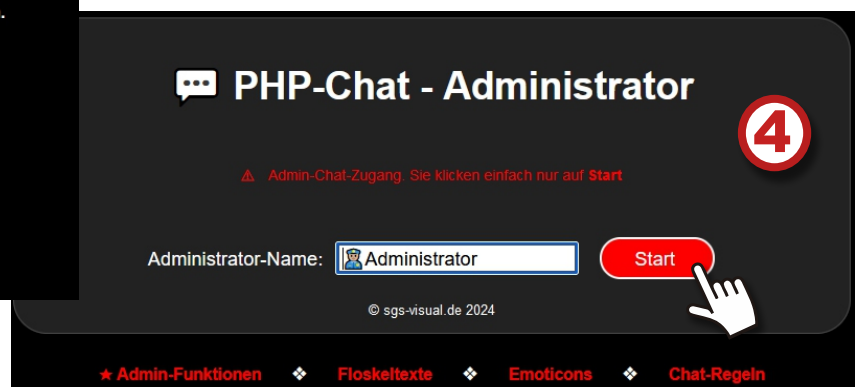 💬 PHP-Chat - Administrator
4
⚠ Admin-Chat-Zugang. Sie klicken einfach nur auf Start
Administrator-Name: 👮Administrator Start
© sgs-visual.de 2024
★ Admin-Funktionen ❖ Floskeltexte ❖ Emoticons ❖ Chat-Regeln